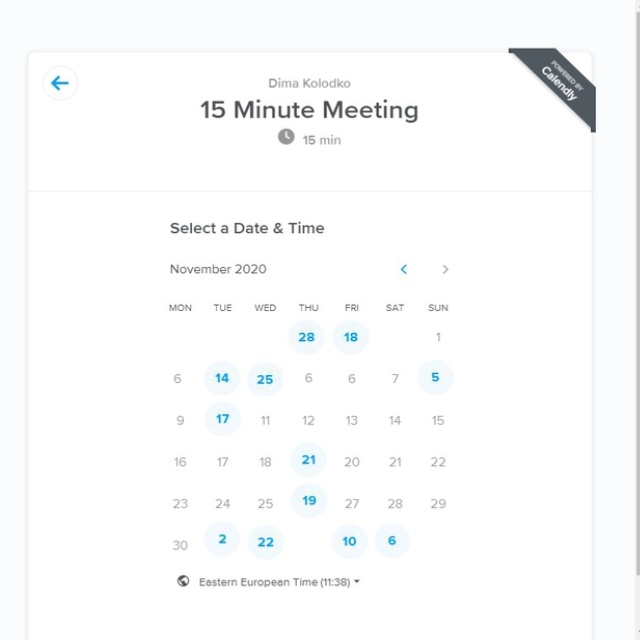 POWERED BY
Calendly
Dima Kolodko
15 Minute Meeting
15 min
Select a Date & Time
November 2020
MON TUE WED THU FRI SAT SUN
28 18 1
6 14 25 6 6 7 5
9 17 11 12 13 14 15
16 17 18 21 20 21 22
23 24 25 19 27 28 29
30 2 22 10 6
Eastern European Time (11:38)